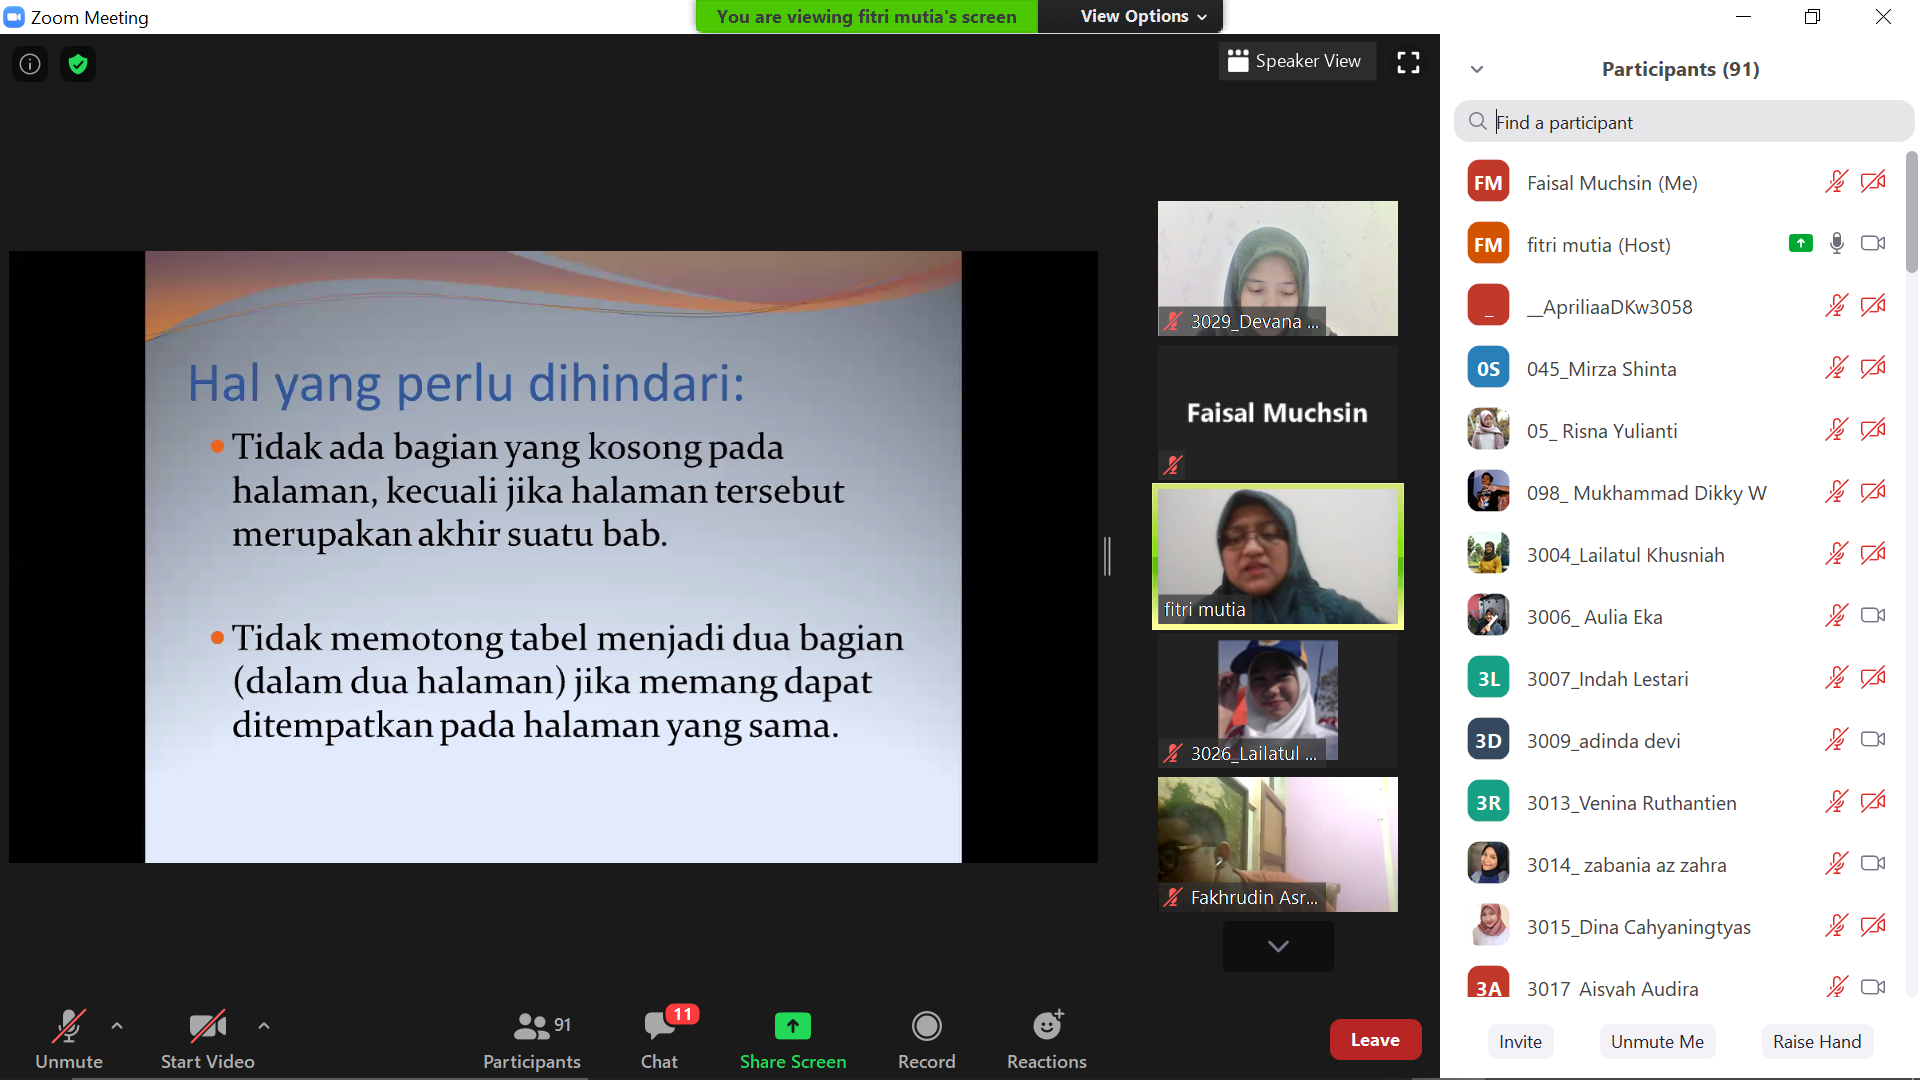 Zoom Meeting
You are viewing fitri mutia's screen
View Options
Speaker View
Hal yang perlu dihindari:
Tidak ada bagian yang kosong pada
halaman, kecuali jika halaman tersebut
merupakan akhir suatu bab.
Tidak memotong tabel menjadi dua bagian
(dalam dua halaman) jika memang dapat
ditempatkan pada halaman yang sama.
3029_Devana ...
Faisal Muchsin
fitri mutia
3026_Lailatul ...
Fakhrudin Asr...
Participants (91)
Find a participant
FM Faisal Muchsin (Me)
FM fitri mutia (Host)
_ __ApriliaaDKw3058
0S 045_Mirza Shinta
05_ Risna Yulianti
098_ Mukhammad Dikky W
3004_Lailatul Khusniah
3006_ Aulia Eka
3L 3007_Indah Lestari
3D 3009_adinda devi
3R 3013_Venina Ruthantien
3014_ zabania az zahra
3015_Dina Cahyaningtyas
3A 3017_Aisyah Audira
Invite
Unmute Me
Raise Hand
Unmute
Start Video
91
Participants
11
Chat
Share Screen
Record
Reactions
Leave